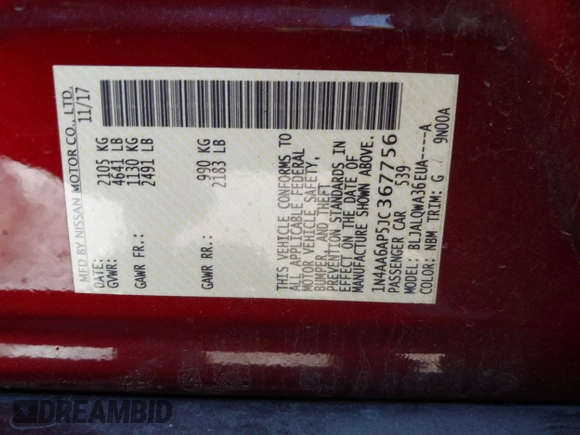 MFD BY NISSAN MOTOR CO., LTD.
11/17
GVWR: 2105 KG
4641 LB
GAWR FR.: 1130 KG
2491 LB
GAWR RR.: 990 KG
2183 LB
THIS VEHICLE CONFORMS TO
ALL APPLICABLE FEDERAL
MOTOR VEHICLE SAFETY,
BUMPER, AND THEFT
PREVENTION STANDARDS IN
EFFECT ON THE DATE OF
MANUFACTURE SHOWN ABOVE.
1N4AA6AP5JC367756
PASSENGER CAR 539
MODEL: BLJALQWA36EUA----A
COLOR: NBM TRIM: G 9N00A
DREAMBID